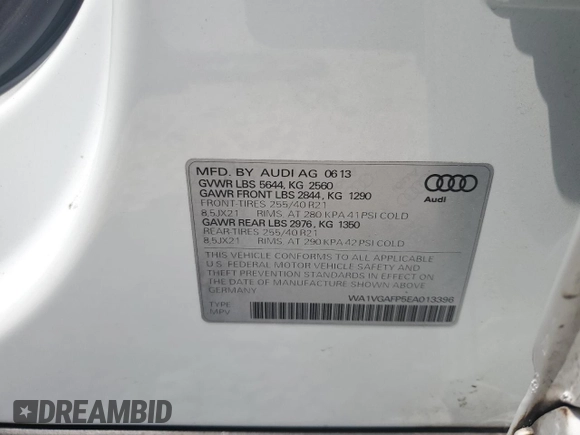 MFD. BY AUDI AG 06 13
GVWR LBS 5644, KG 2560
GAWR FRONT LBS 2844, KG 1290
FRONT-TIRES 255/40 R21
8.5JX21 RIMS. AT 280 KPA 41 PSI COLD
GAWR REAR LBS 2976, KG 1350
REAR-TIRES 255/40 R21
8.5JX21 RIMS. AT 290 KPA 42 PSI COLD
THIS VEHICLE CONFORMS TO ALL APPLICABLE
U.S. FEDERAL MOTOR VEHICLE SAFETY AND
THEFT PREVENTION STANDARDS IN EFFECT ON THE
DATE OF MANUFACTURE SHOWN ABOVE
GERMANY
WA1VGAFP5EA013396
TYPE
MPV
Audi
DREAMBID